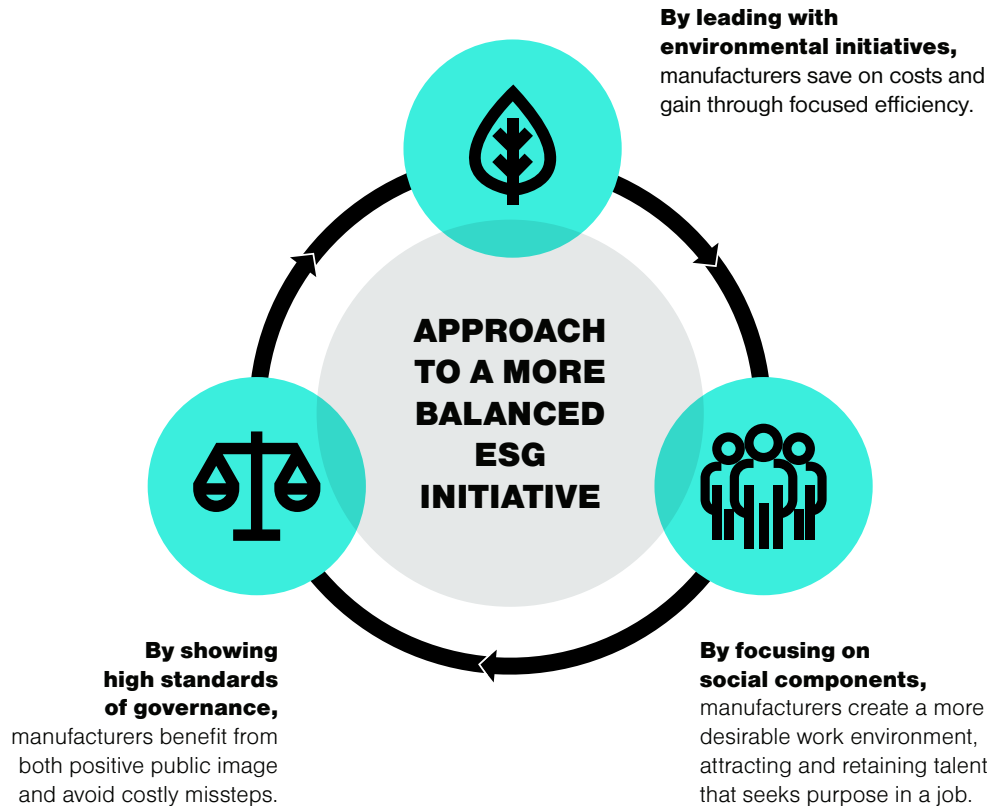 By leading with
environmental initiatives,
manufacturers save on costs and
gain through focused efficiency.
APPROACH
TO A MORE
BALANCED
ESG
INITIATIVE
By showing
high standards
of governance,
manufacturers benefit from
both positive public image
and avoid costly missteps.
By focusing on
social components,
manufacturers create a more
desirable work environment,
attracting and retaining talent
that seeks purpose in a job.